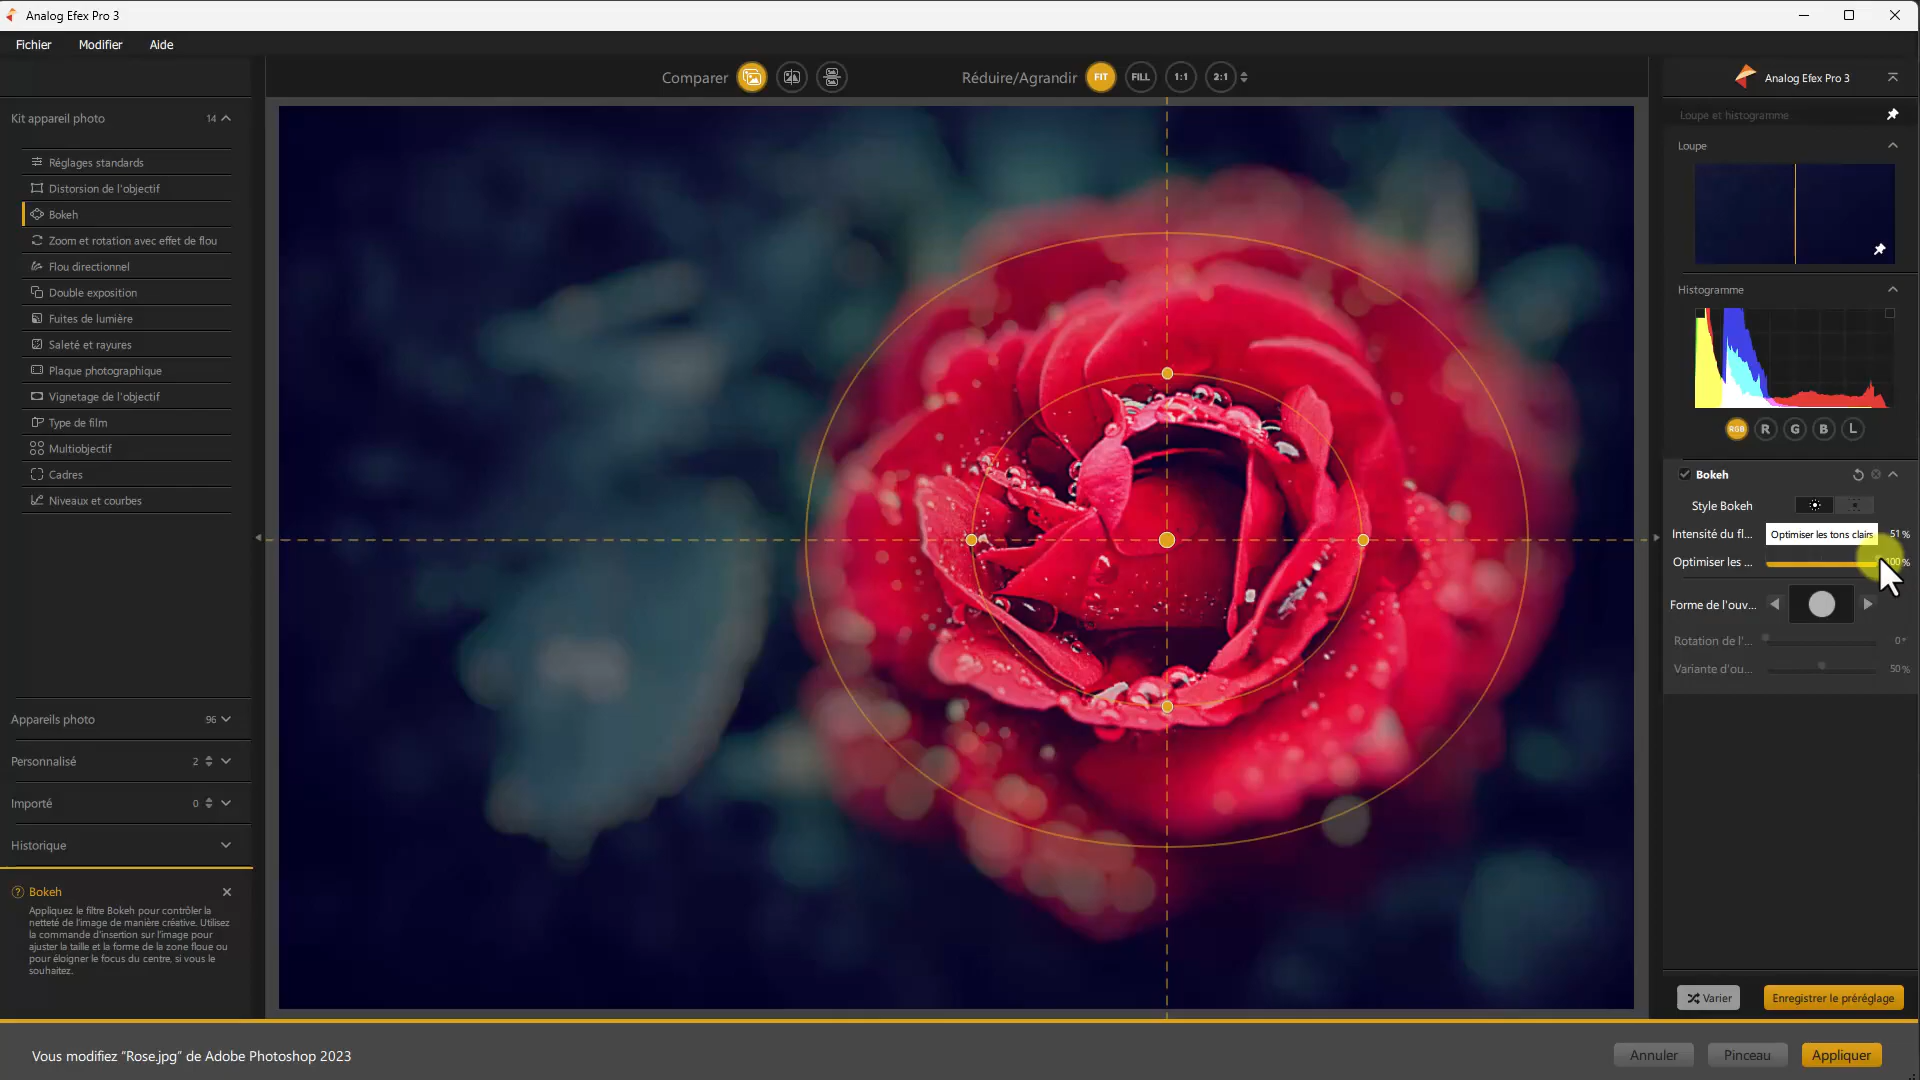 Analog Efex Pro 3
Fichier Modifier Aide
Comparer Réduire/Agrandir FIT FILL 1:1 2:1
Kit appareil photo 14
Réglages standards
Distorsion de l'objectif
Bokeh
Zoom et rotation avec effet de flou
Flou directionnel
Double exposition
Fuites de lumière
Saleté et rayures
Plaque photographique
Vignetage de l'objectif
Type de film
Multiobjectif
Cadres
Niveaux et courbes
Appareils photo 96
Personnalisé 2
Importé 0
Historique
Bokeh
Appliquez le filtre Bokeh pour contrôler la
netteté de l'image de manière créative. Utilisez
la commande d'insertion sur l'image pour
ajuster la taille et la forme de la zone floue ou
pour éloigner le focus du centre, si vous le
souhaitez.
Analog Efex Pro 3
Loupe et histogramme
Loupe
Histogramme
RGB R G B L
Bokeh
Style Bokeh
Intensité du fl... 51%
Optimiser les tons clairs
Optimiser les ... 100%
Forme de l'ouv...
Rotation de l'... 0°
Variante d'ou... 50%
Varier Enregistrer le préréglage
Vous modifiez "Rose.jpg" de Adobe Photoshop 2023
Annuler Pinceau Appliquer